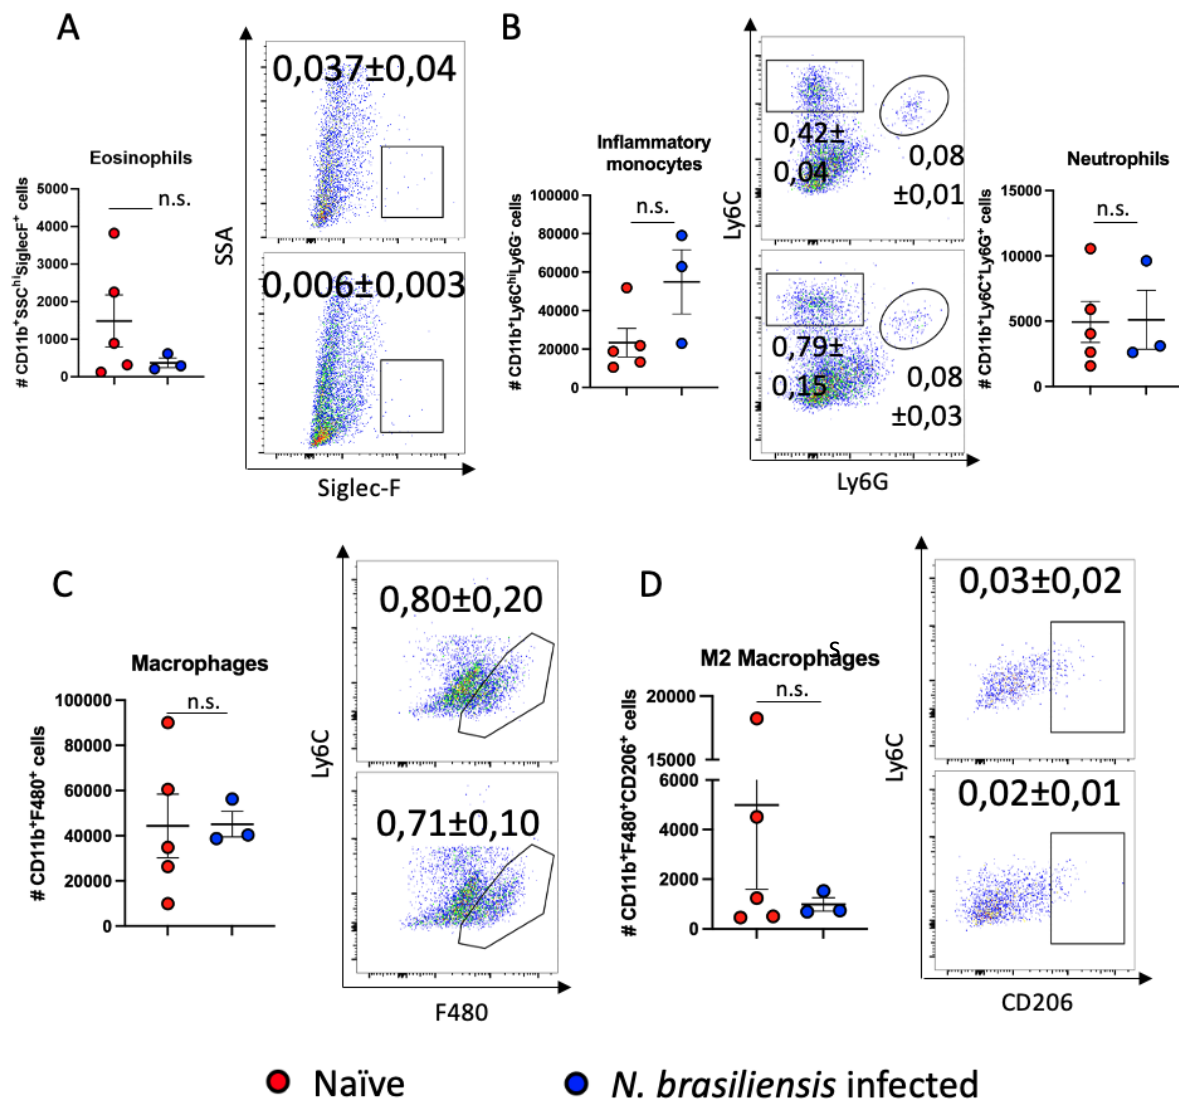 A
Eosinophils
# CD11b⁺SSCʰⁱSiglecF⁺ cells
5000
4000
3000
2000
1000
0
n.s.
SSA
0,037±0,04
0,006±0,003
Siglec-F
B
Inflammatory
monocytes
# CD11b⁺Ly6CʰⁱLy6G⁻ cells
100000
80000
60000
40000
20000
0
n.s.
Ly6C
0,42±
0,04
0,08
±0,01
0,79±
0,15
0,08
±0,03
Ly6G
Neutrophils
# CD11b⁺Ly6C⁺Ly6G⁺ cells
15000
10000
5000
0
n.s.
C
Macrophages
# CD11b⁺F480⁺ cells
100000
80000
60000
40000
20000
0
n.s.
Ly6C
0,80±0,20
0,71±0,10
F480
D
S
M2 Macrophages
# CD11b⁺F480⁺CD206⁺ cells
20000
15000
6000
4000
2000
0
n.s.
Ly6C
0,03±0,02
0,02±0,01
CD206
Naïve
N. brasiliensis infected